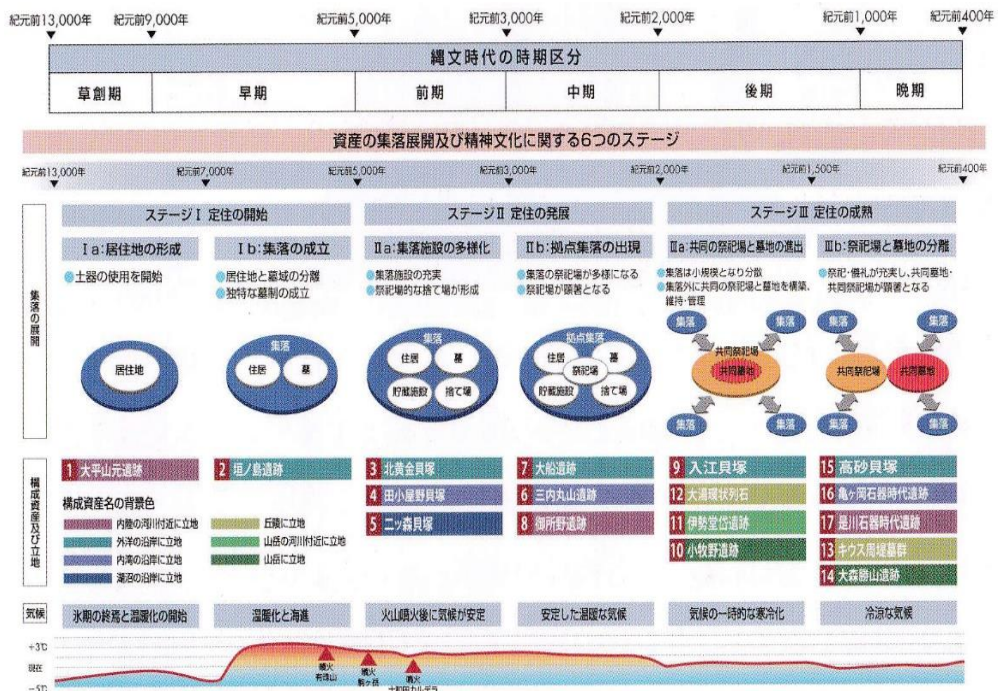 紀元前13,000年 紀元前9,000年 紀元前5,000年 紀元前3,000年 紀元前2,000年 紀元前1,000年 紀元前400年
縄文時代の時期区分
草創期 早期 前期 中期 後期 晩期
資産の集落展開及び精神文化に関する6つのステージ
紀元前13,000年 紀元前7,000年 紀元前5,000年 紀元前3,000年 紀元前2,000年 紀元前1,500年 紀元前400年
集落の展開
ステージⅠ 定住の開始
ステージⅡ 定住の発展
ステージⅢ 定住の成熟
Ⅰa:居住地の形成
●土器の使用を開始
居住地
Ⅰb:集落の成立
●居住地と墓域の分離
●独特な墓制の成立
集落
住居 墓
Ⅱa:集落施設の多様化
●集落施設の充実
●祭祀場的な捨て場が形成
集落
住居 墓
貯蔵施設 捨て場
Ⅱb:拠点集落の出現
●集落の祭祀場が多様になる
●祭祀場が顕著となる
拠点集落
住居 墓
祭祀場
貯蔵施設 捨て場
Ⅲa:共同の祭祀場と墓地の進出
●集落は小規模となり分散
●集落外に共同の祭祀場と墓地を構築、
維持・管理
集落 集落
共同祭祀場
共同墓地
集落 集落
Ⅲb:祭祀場と墓地の分離
●祭祀・儀礼が充実し、共同墓地・
共同祭祀場が顕著となる
集落 集落
共同祭祀場 共同墓地
集落 集落
構成資産及び立地
1 大平山元遺跡
2 垣ノ島遺跡
構成資産名の背景色
内陸の河川付近に立地
外洋の沿岸に立地
内湾の沿岸に立地
湖沼の沿岸に立地
丘陵に立地
山岳の河川付近に立地
山岳に立地
3 北黄金貝塚
4 田小屋野貝塚
5 二ツ森貝塚
7 大船遺跡
6 三内丸山遺跡
8 御所野遺跡
9 入江貝塚
12 大湯環状列石
11 伊勢堂岱遺跡
10 小牧野遺跡
15 高砂貝塚
16 亀ヶ岡石器時代遺跡
17 是川石器時代遺跡
13 キウス周堤墓群
14 大森勝山遺跡
気候
氷期の終焉と温暖化の開始 温暖化と海進 火山噴火後に気候が安定 安定した温暖な気候 気候の一時的な寒冷化 冷涼な気候
+3℃
現在
-5℃
噴火
有珠山
噴火
駒ヶ岳
噴火
十和田カルデラ